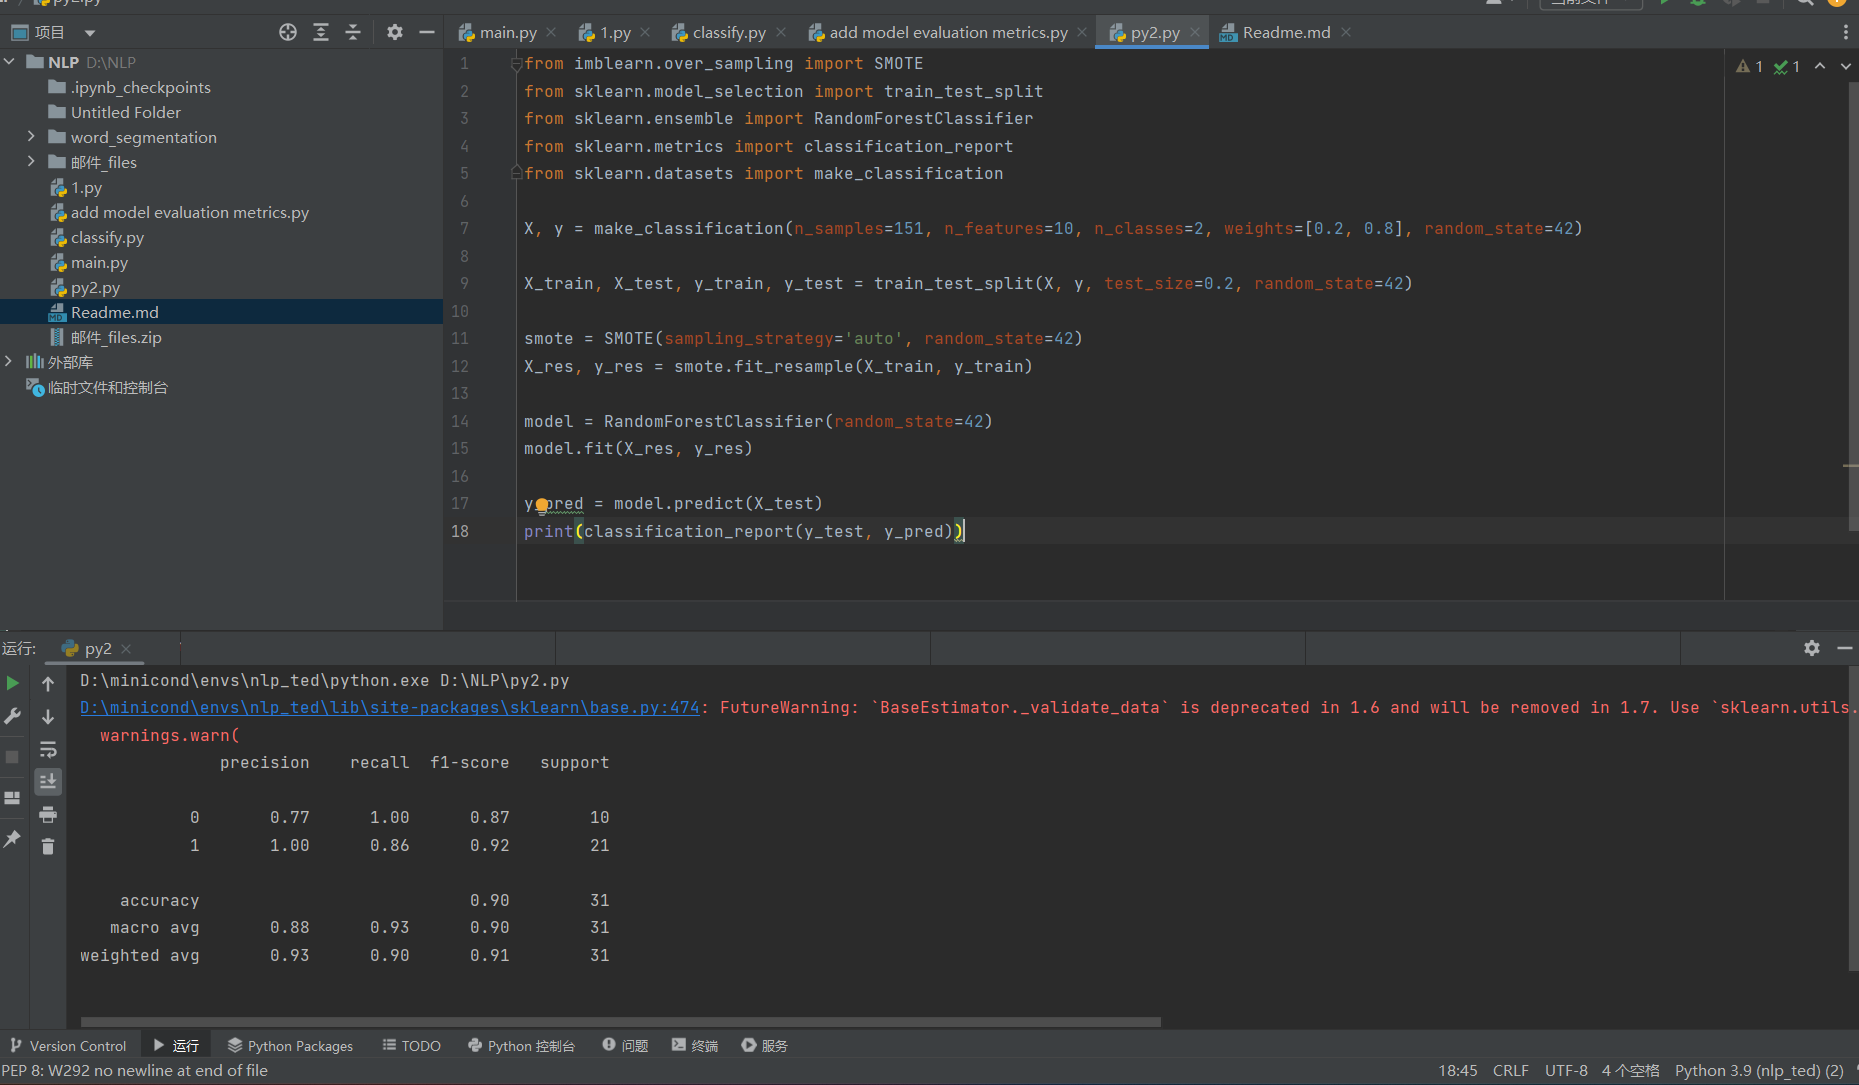 py2.py
当前文件
项目
main.py
1.py
classify.py
add model evaluation metrics.py
py2.py
Readme.md
NLP D:\NLP
.ipynb_checkpoints
Untitled Folder
word_segmentation
邮件_files
1.py
add model evaluation metrics.py
classify.py
main.py
py2.py
Readme.md
邮件_files.zip
外部库
临时文件和控制台
1 from imblearn.over_sampling import SMOTE
2 from sklearn.model_selection import train_test_split
3 from sklearn.ensemble import RandomForestClassifier
4 from sklearn.metrics import classification_report
5 from sklearn.datasets import make_classification
6
7 X, y = make_classification(n_samples=151, n_features=10, n_classes=2, weights=[0.2, 0.8], random_state=42)
8
9 X_train, X_test, y_train, y_test = train_test_split(X, y, test_size=0.2, random_state=42)
10
11 smote = SMOTE(sampling_strategy='auto', random_state=42)
12 X_res, y_res = smote.fit_resample(X_train, y_train)
13
14 model = RandomForestClassifier(random_state=42)
15 model.fit(X_res, y_res)
16
17 y_pred = model.predict(X_test)
18 print(classification_report(y_test, y_pred))
1 1
运行: py2
D:\minicond\envs\nlp_ted\python.exe D:\NLP\py2.py
D:\minicond\envs\nlp_ted\lib\site-packages\sklearn\base.py:474: FutureWarning: `BaseEstimator._validate_data` is deprecated in 1.6 and will be removed in 1.7. Use `sklearn.utils.
warnings.warn(
precision recall f1-score support
0 0.77 1.00 0.87 10
1 1.00 0.86 0.92 21
accuracy 0.90 31
macro avg 0.88 0.93 0.90 31
weighted avg 0.93 0.90 0.91 31
Version Control 运行 Python Packages TODO Python 控制台 问题 终端 服务
PEP 8: W292 no newline at end of file
18:45 CRLF UTF-8 4 个空格 Python 3.9 (nlp_ted) (2)